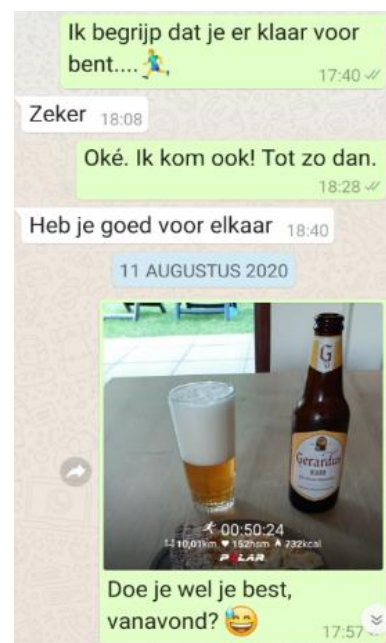 Ik begrijp dat je er klaar voor
bent.... 🏃‍♂️
17:40
Zeker 18:08
Oké. Ik kom ook! Tot zo dan.
18:28
Heb je goed voor elkaar 18:40
11 AUGUSTUS 2020
G
Gerardus
BLOND
00:50:24
10,01km 152hsm 732kcal
POLAR
Doe je wel je best,
vanavond? 😅
17:57